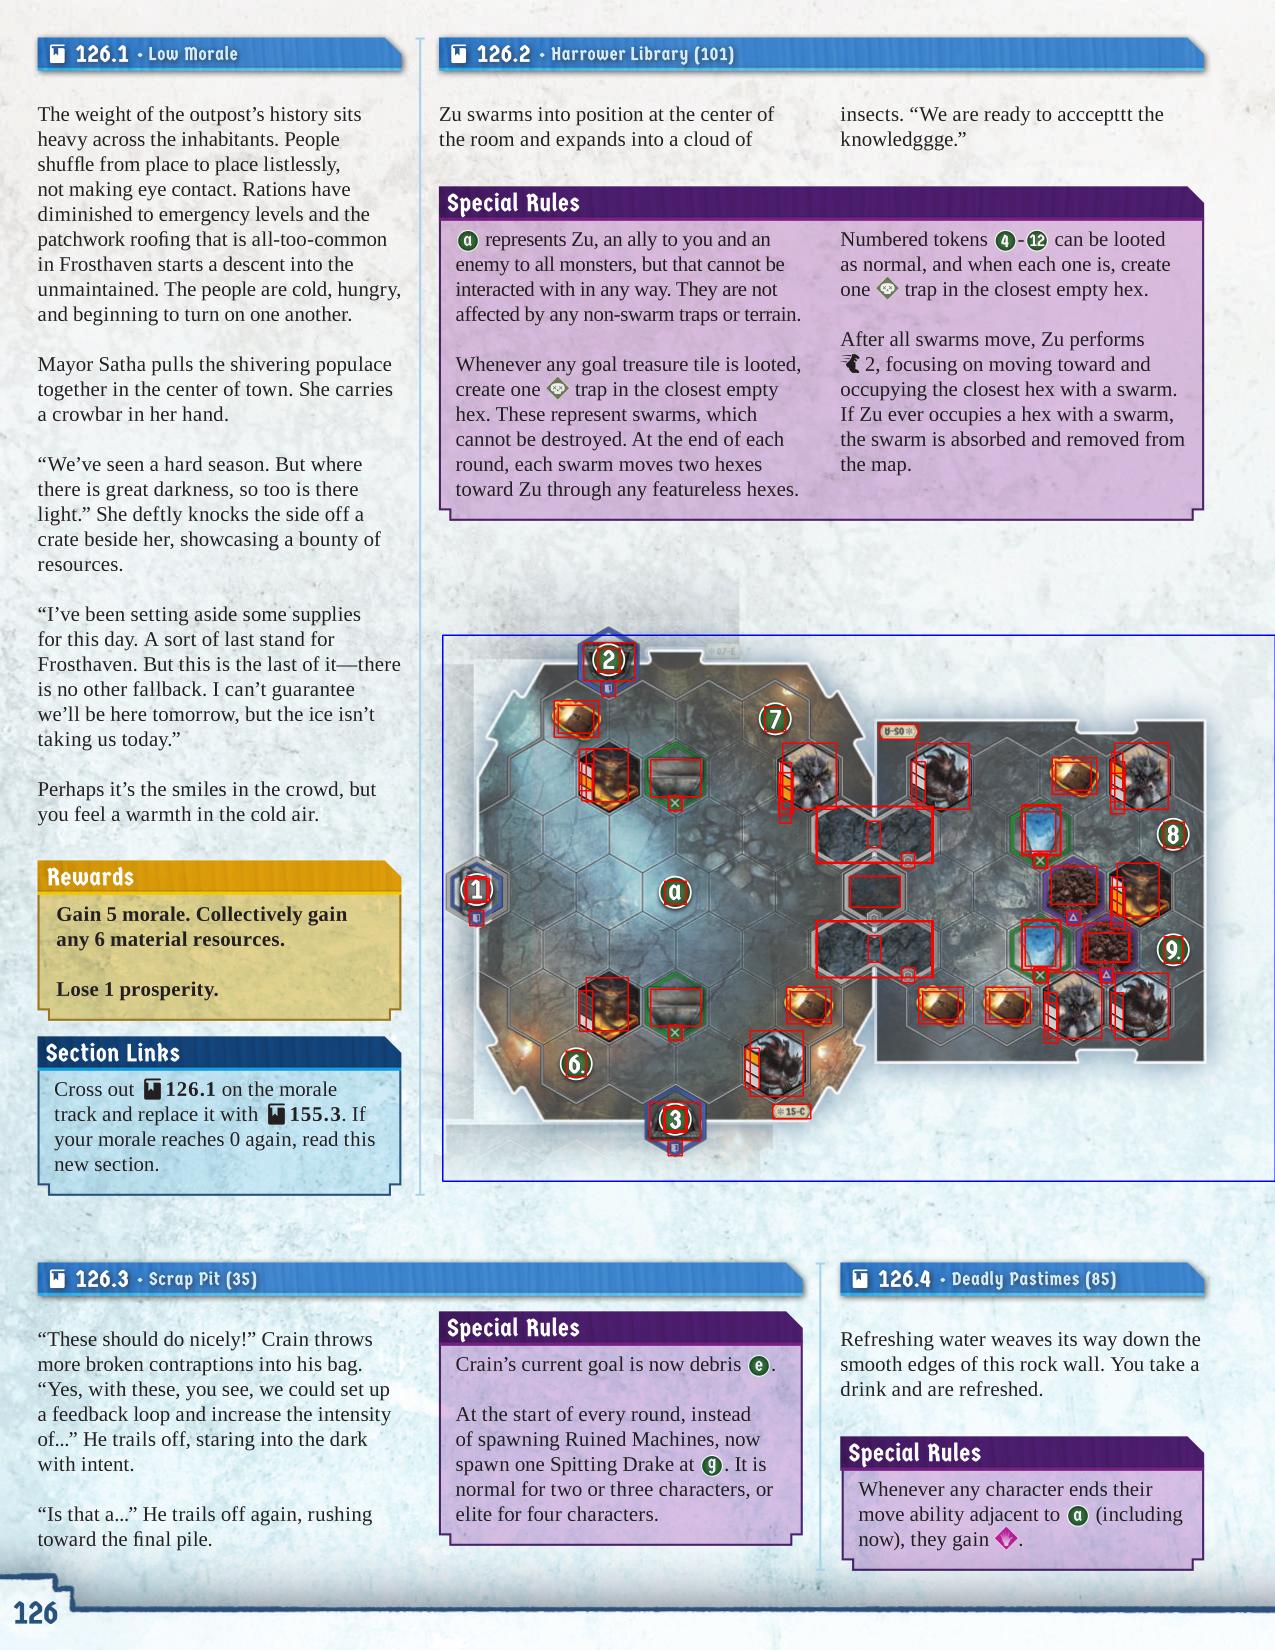 126.1 • Low Morale
The weight of the outpost’s history sits
heavy across the inhabitants. People
shuffle from place to place listlessly,
not making eye contact. Rations have
diminished to emergency levels and the
patchwork roofing that is all-too-common
in Frosthaven starts a descent into the
unmaintained. The people are cold, hungry,
and beginning to turn on one another.
Mayor Satha pulls the shivering populace
together in the center of town. She carries
a crowbar in her hand.
“We’ve seen a hard season. But where
there is great darkness, so too is there
light.” She deftly knocks the side off a
crate beside her, showcasing a bounty of
resources.
“I’ve been setting aside some supplies
for this day. A sort of last stand for
Frosthaven. But this is the last of it—there
is no other fallback. I can’t guarantee
we’ll be here tomorrow, but the ice isn’t
taking us today.”
Perhaps it’s the smiles in the crowd, but
you feel a warmth in the cold air.
Rewards
Gain 5 morale. Collectively gain
any 6 material resources.
Lose 1 prosperity.
Section Links
Cross out 126.1 on the morale
track and replace it with 155.3. If
your morale reaches 0 again, read this
new section.
126.2 • Harrower Library (101)
Zu swarms into position at the center of
the room and expands into a cloud of
insects. “We are ready to acccepttt the
knowledggge.”
Special Rules
a represents Zu, an ally to you and an
enemy to all monsters, but that cannot be
interacted with in any way. They are not
affected by any non-swarm traps or terrain.
Whenever any goal treasure tile is looted,
create one trap in the closest empty
hex. These represent swarms, which
cannot be destroyed. At the end of each
round, each swarm moves two hexes
toward Zu through any featureless hexes.
Numbered tokens 4-12 can be looted
as normal, and when each one is, create
one trap in the closest empty hex.
After all swarms move, Zu performs
2, focusing on moving toward and
occupying the closest hex with a swarm.
If Zu ever occupies a hex with a swarm,
the swarm is absorbed and removed from
the map.
07-E
2
7
05-A
8
1
a
9.
6.
15-C
3
126.3 • Scrap Pit (35)
“These should do nicely!” Crain throws
more broken contraptions into his bag.
“Yes, with these, you see, we could set up
a feedback loop and increase the intensity
of...” He trails off, staring into the dark
with intent.
“Is that a...” He trails off again, rushing
toward the final pile.
Special Rules
Crain’s current goal is now debris e.
At the start of every round, instead
of spawning Ruined Machines, now
spawn one Spitting Drake at g. It is
normal for two or three characters, or
elite for four characters.
126.4 • Deadly Pastimes (85)
Refreshing water weaves its way down the
smooth edges of this rock wall. You take a
drink and are refreshed.
Special Rules
Whenever any character ends their
move ability adjacent to a (including
now), they gain .
126